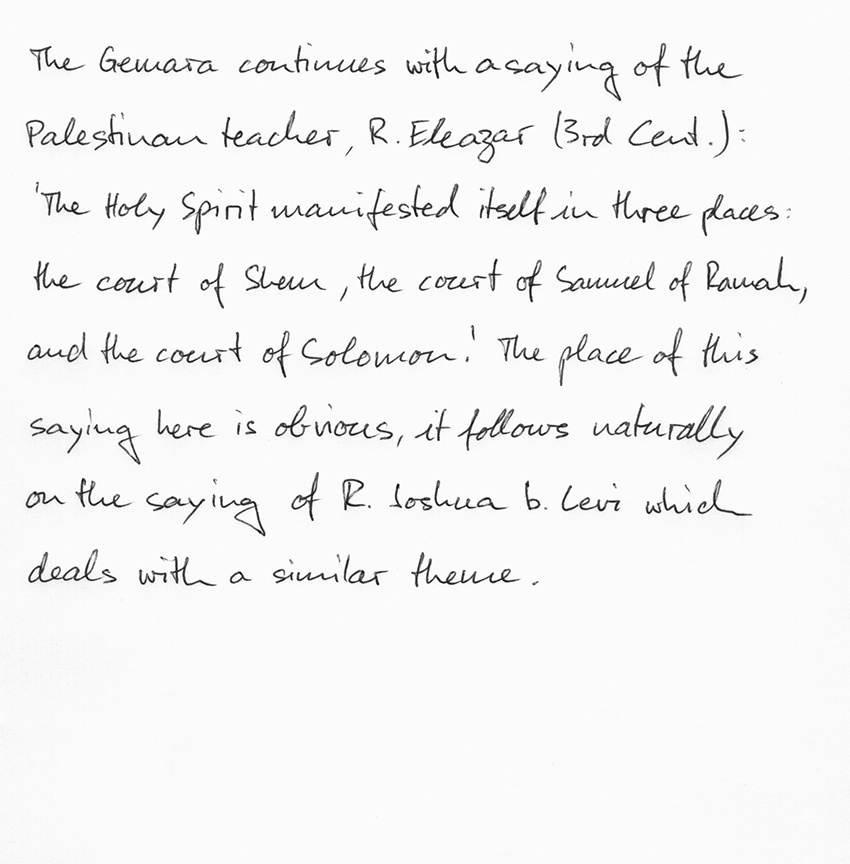 The Gemara continues with a saying of the
Palestinian teacher, R. Eleazar (3rd Cent.):
'The Holy Spirit manifested itself in three places:
the court of Shem, the court of Samuel of Ramah,
and the court of Solomon.' The place of this
saying here is obvious, it follows naturally
on the saying of R. Joshua b. Levi which
deals with a similar theme.